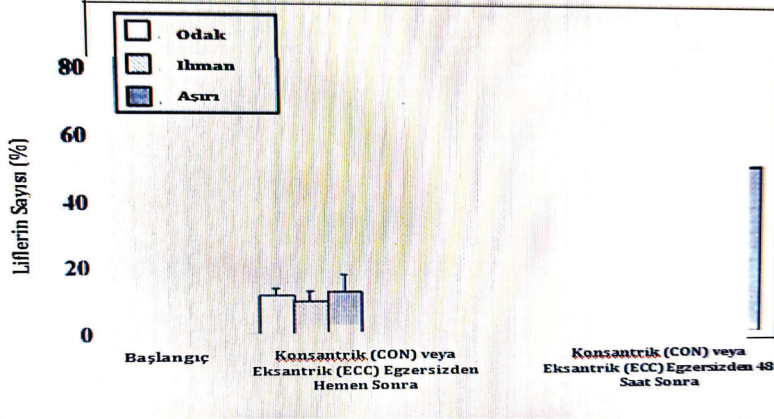 Odak
Ilıman
Aşırı
Liflerin Sayısı (%)
80
60
40
20
0
Başlangıç
Konsantrik (CON) veya
Eksantrik (ECC) Egzersizden
Hemen Sonra
Konsantrik (CON) veya
Eksantrik (ECC) Egzersizden 48
Saat Sonra